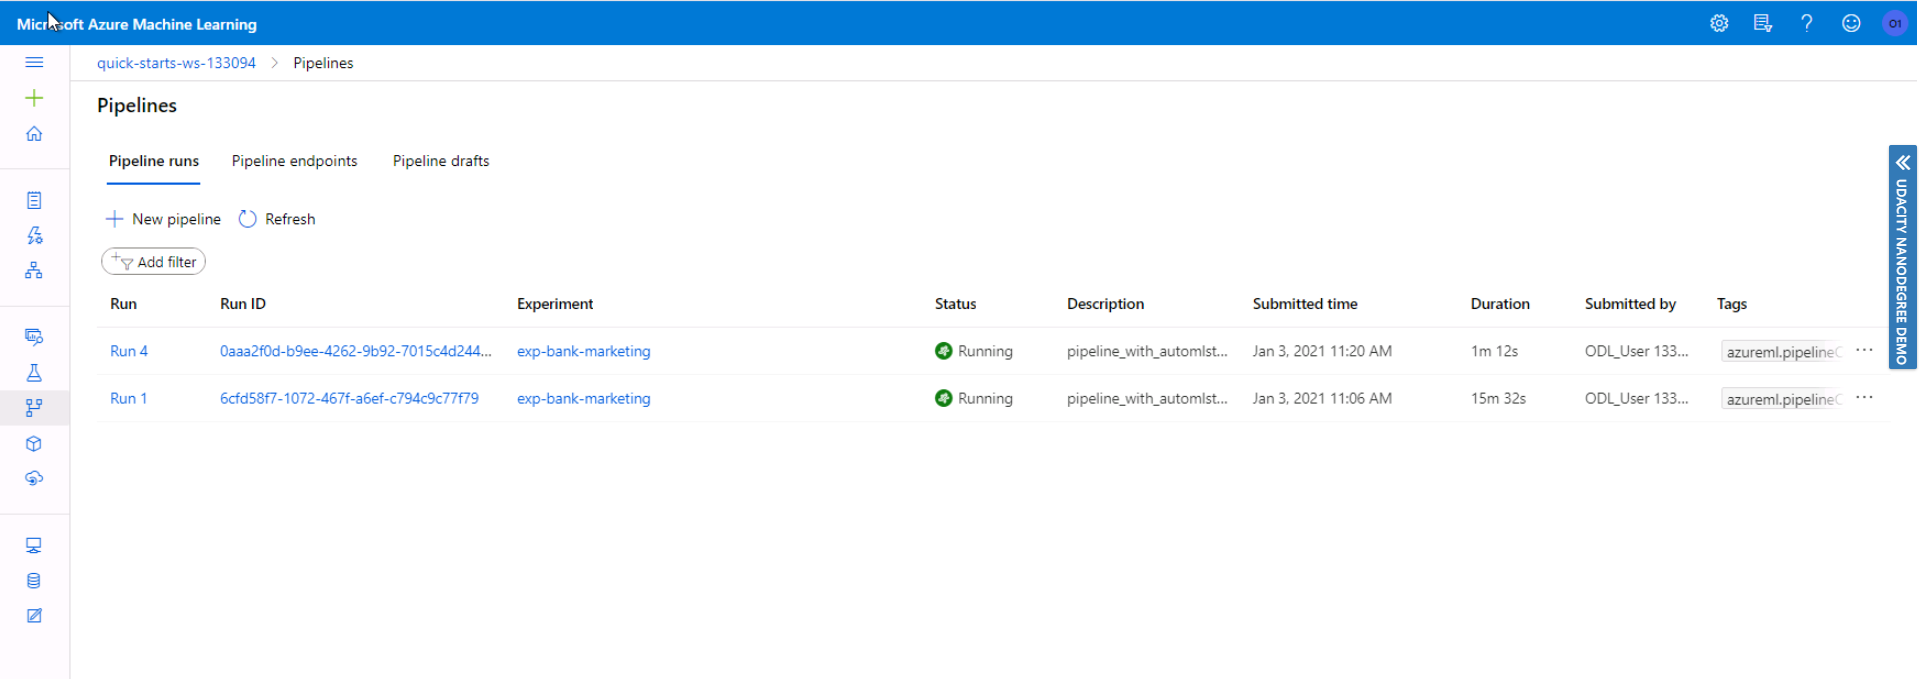 Microsoft Azure Machine Learning
O1
quick-starts-ws-133094 > Pipelines
Pipelines
Pipeline runs Pipeline endpoints Pipeline drafts
New pipeline Refresh
Add filter
Run Run ID Experiment Status Description Submitted time Duration Submitted by Tags
Run 4 0aaa2f0d-b9ee-4262-9b92-7015c4d244... exp-bank-marketing Running pipeline_with_automlst... Jan 3, 2021 11:20 AM 1m 12s ODL_User 133... azureml.pipelineC ...
Run 1 6cfd58f7-1072-467f-a6ef-c794c9c77f79 exp-bank-marketing Running pipeline_with_automlst... Jan 3, 2021 11:06 AM 15m 32s ODL_User 133... azureml.pipelineC ...
UDACITY NANODEGREE DEMO